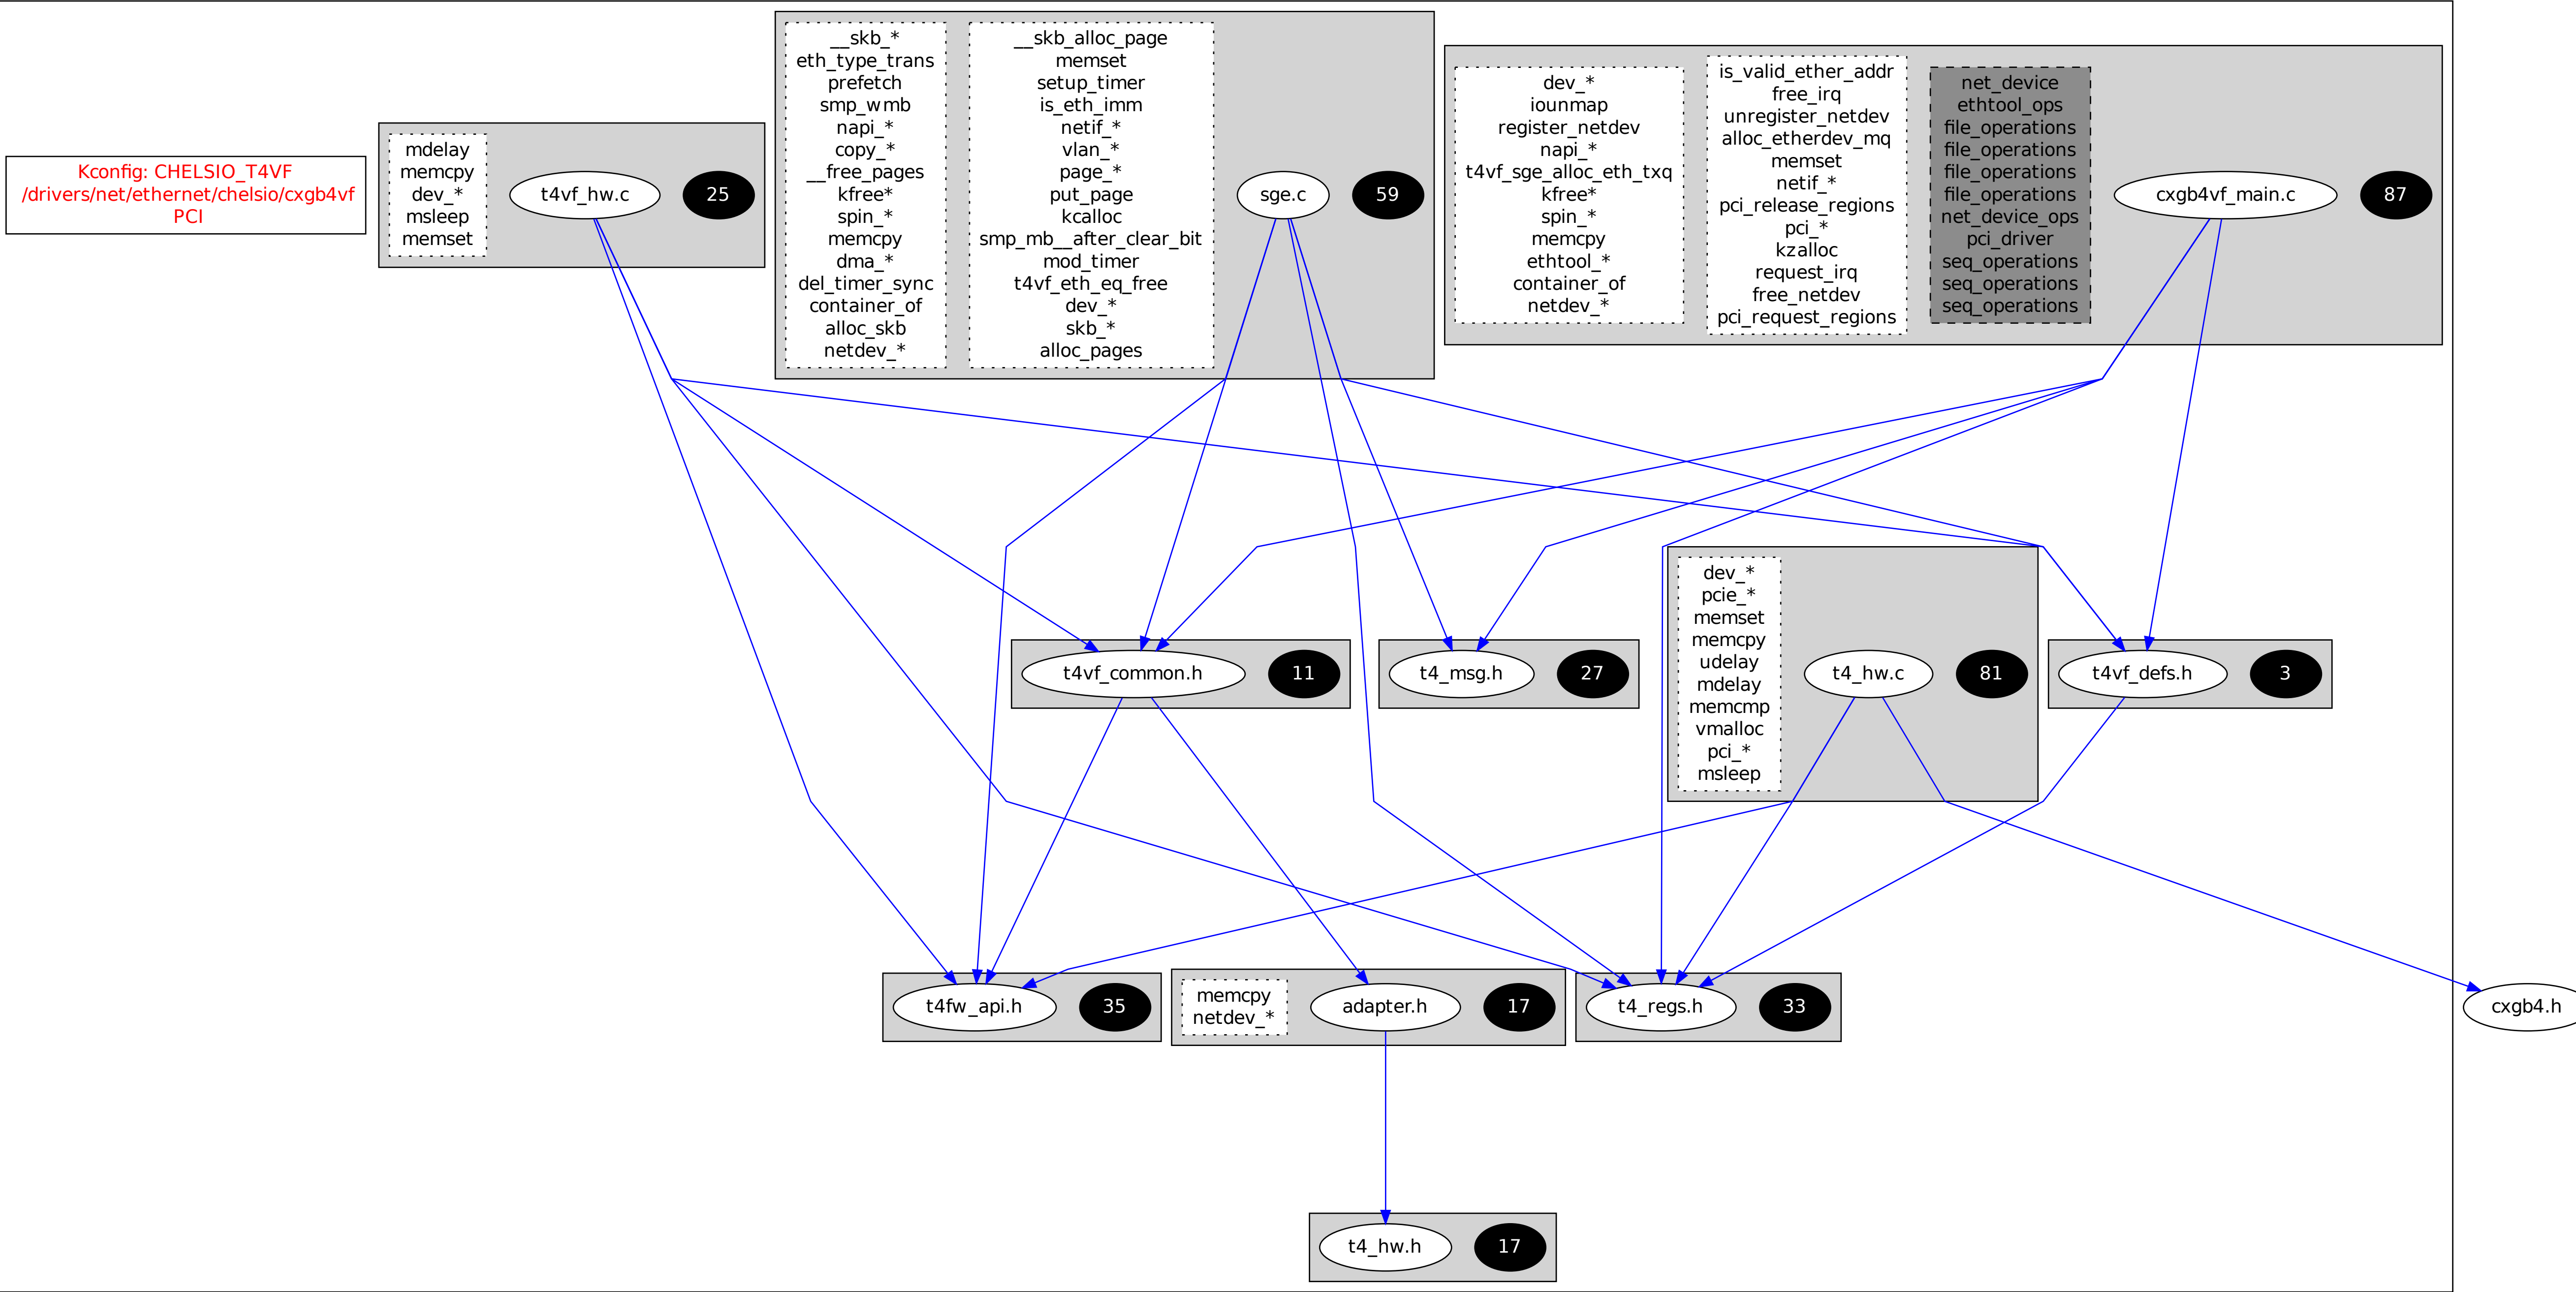 Kconfig: CHELSIO_T4VF
/drivers/net/ethernet/chelsio/cxgb4vf
PCI
mdelay
memcpy
dev_*
msleep
memset
t4vf_hw.c
25
__skb_*
eth_type_trans
prefetch
smp_wmb
napi_*
copy_*
__free_pages
kfree*
spin_*
memcpy
dma_*
del_timer_sync
container_of
alloc_skb
netdev_*
__skb_alloc_page
memset
setup_timer
is_eth_imm
netif_*
vlan_*
page_*
put_page
kcalloc
smp_mb__after_clear_bit
mod_timer
t4vf_eth_eq_free
dev_*
skb_*
alloc_pages
sge.c
59
dev_*
iounmap
register_netdev
napi_*
t4vf_sge_alloc_eth_txq
kfree*
spin_*
memcpy
ethtool_*
container_of
netdev_*
is_valid_ether_addr
free_irq
unregister_netdev
alloc_etherdev_mq
memset
netif_*
pci_release_regions
pci_*
kzalloc
request_irq
free_netdev
pci_request_regions
net_device
ethtool_ops
file_operations
file_operations
file_operations
file_operations
net_device_ops
pci_driver
seq_operations
seq_operations
seq_operations
cxgb4vf_main.c
87
t4vf_common.h
11
t4_msg.h
27
dev_*
pcie_*
memset
memcpy
udelay
mdelay
memcmp
vmalloc
pci_*
msleep
t4_hw.c
81
t4vf_defs.h
3
t4fw_api.h
35
memcpy
netdev_*
adapter.h
17
t4_regs.h
33
cxgb4.h
t4_hw.h
17